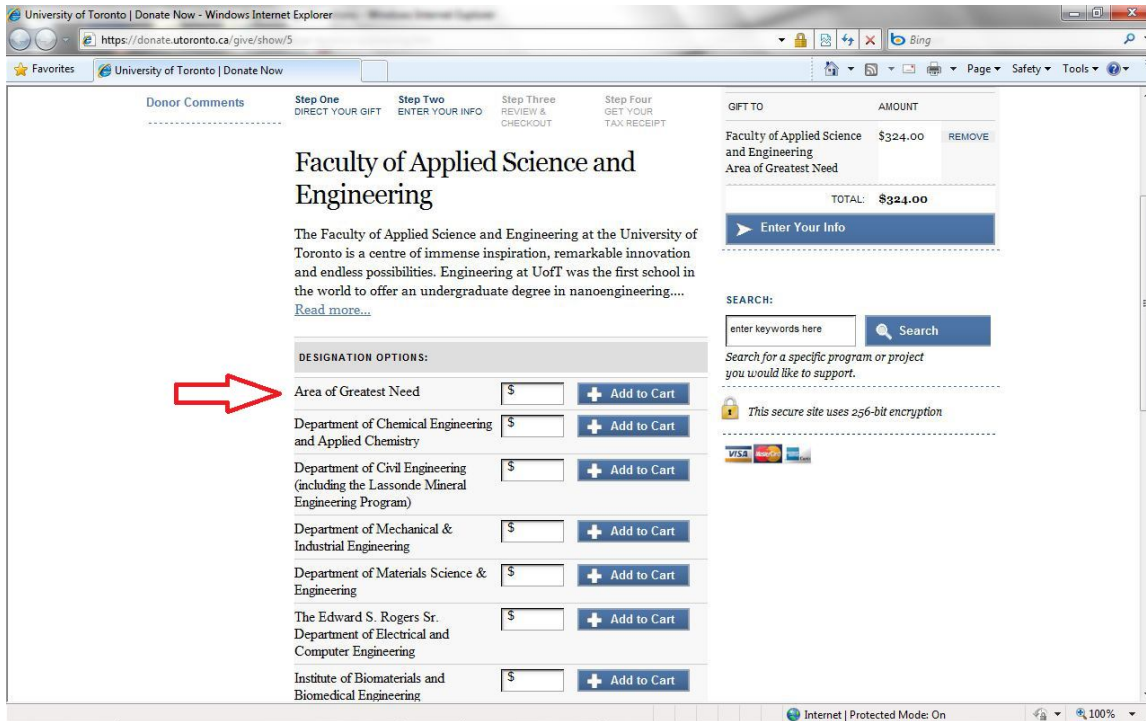 University of Toronto | Donate Now - Windows Internet Explorer
https://donate.utoronto.ca/give/show/5
Bing
Favorites
University of Toronto | Donate Now
Page
Safety
Tools
Donor Comments
Step One
DIRECT YOUR GIFT
Step Two
ENTER YOUR INFO
Step Three
REVIEW &
CHECKOUT
Step Four
GET YOUR
TAX RECEIPT
Faculty of Applied Science and
Engineering
The Faculty of Applied Science and Engineering at the University of
Toronto is a centre of immense inspiration, remarkable innovation
and endless possibilities. Engineering at UofT was the first school in
the world to offer an undergraduate degree in nanoengineering....
Read more...
DESIGNATION OPTIONS:
Area of Greatest Need $ Add to Cart
Department of Chemical Engineering $ Add to Cart
and Applied Chemistry
Department of Civil Engineering $ Add to Cart
(including the Lassonde Mineral
Engineering Program)
Department of Mechanical & $ Add to Cart
Industrial Engineering
Department of Materials Science & $ Add to Cart
Engineering
The Edward S. Rogers Sr. $ Add to Cart
Department of Electrical and
Computer Engineering
Institute of Biomaterials and $ Add to Cart
Biomedical Engineering
GIFT TO AMOUNT
Faculty of Applied Science $324.00 REMOVE
and Engineering
Area of Greatest Need
TOTAL: $324.00
Enter Your Info
SEARCH:
enter keywords here Search
Search for a specific program or project
you would like to support.
This secure site uses 256-bit encryption
VISA
Internet | Protected Mode: On
100%